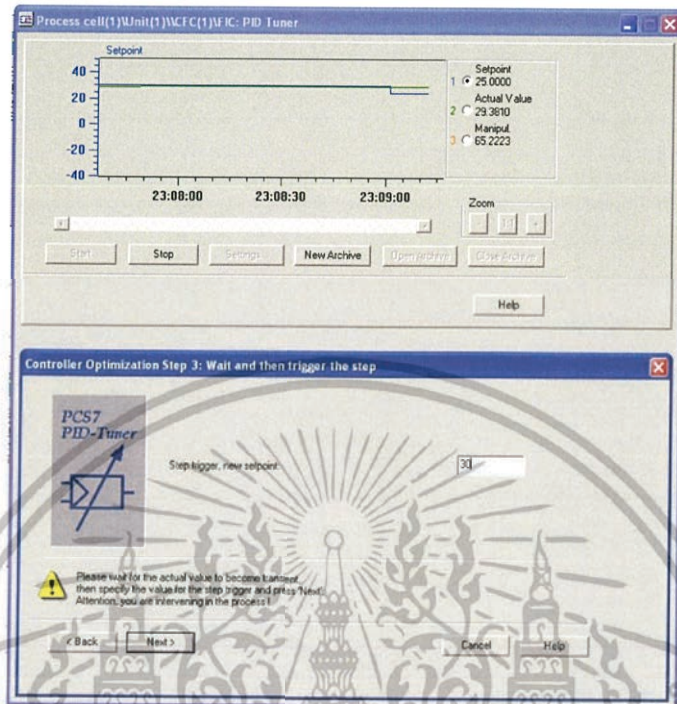 Process cell(1)\Unit(1)\\CFC(1)\FIC: PID Tuner
Setpoint
40
20
0
-20
-40
23:08:00
23:08:30
23:09:00
Setpoint
1 25.0000
Actual Value
2 29.3810
Manipul.
3 65.2223
Zoom
- 1:1 +
Start Stop Settings... New Archive Open Archive Close Archive
Help
Controller Optimization Step 3: Wait and then trigger the step
PCS7
PID-Tuner
Step trigger, new setpoint: 30
Please wait for the actual value to become transient,
then specify the value for the step trigger and press 'Next'.
Attention, you are intervening in the process !
< Back Next > Cancel Help